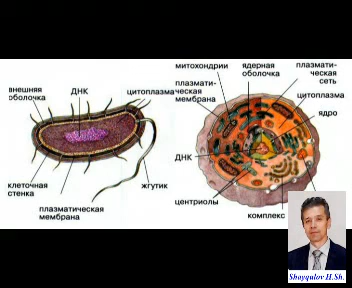 внешняя
оболочка
ДНК
цитоплазма
клеточная
стенка
плазматическая
мембрана
жгутик
митохондрии
ядерная
оболочка
плазмати-
ческая
сеть
плазмати-
ческая
мембрана
цитоплазма
ядро
ДНК
центриолы
комплекс
Shoyqulov H.Sh.